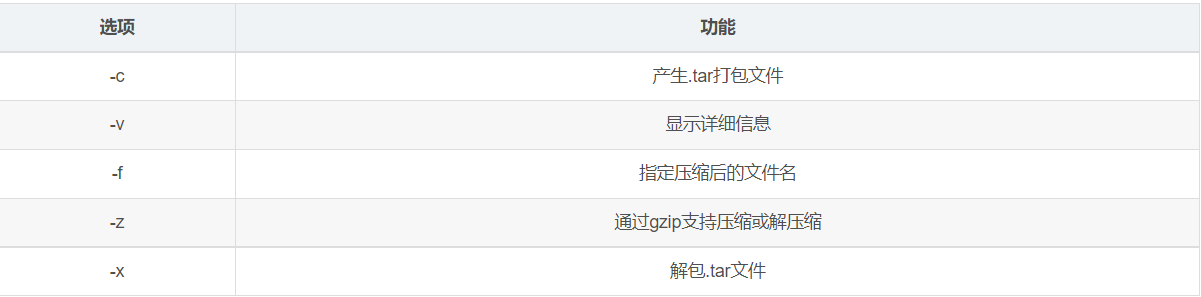 选项 功能
-c 产生.tar打包文件
-v 显示详细信息
-f 指定压缩后的文件名
-z 通过gzip支持压缩或解压缩
-x 解包.tar文件